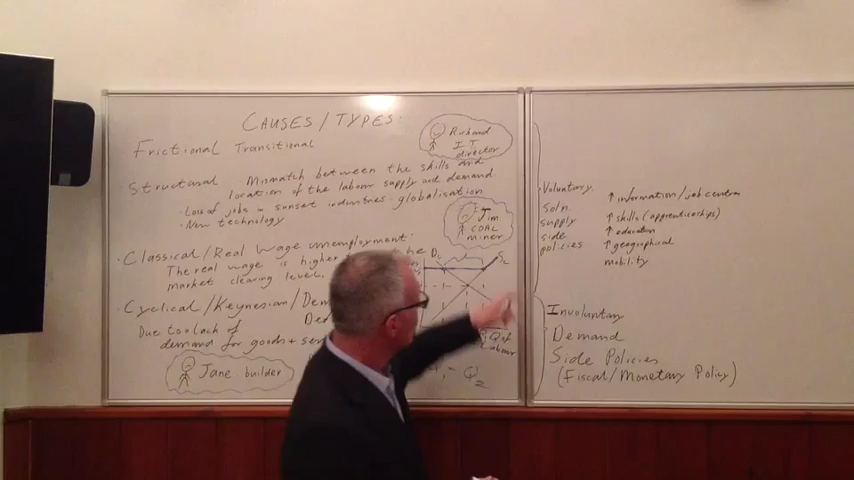 CAUSES/TYPES:
Frictional Transitional
Richard
I.T.
director
Structural Mismatch between the skills and
location of the labour supply and demand
• Loss of jobs - sunset industries - globalisation
• New technology
Jim
COAL
miner
• Classical/Real Wage unemployment:
The real wage is higher
market clearing level.
• Cyclical/Keynesian/
Due to lack of
demand for goods +
Jane builder
Q of
Labour
Q₂
• Voluntary.
Soln.
supply
side
policies
↑ information/job centres
↑ skills (apprenticeships)
↑ education
↑ geographical
mobility
Involuntary
Demand
Side Policies
(Fiscal/Monetary Policy)